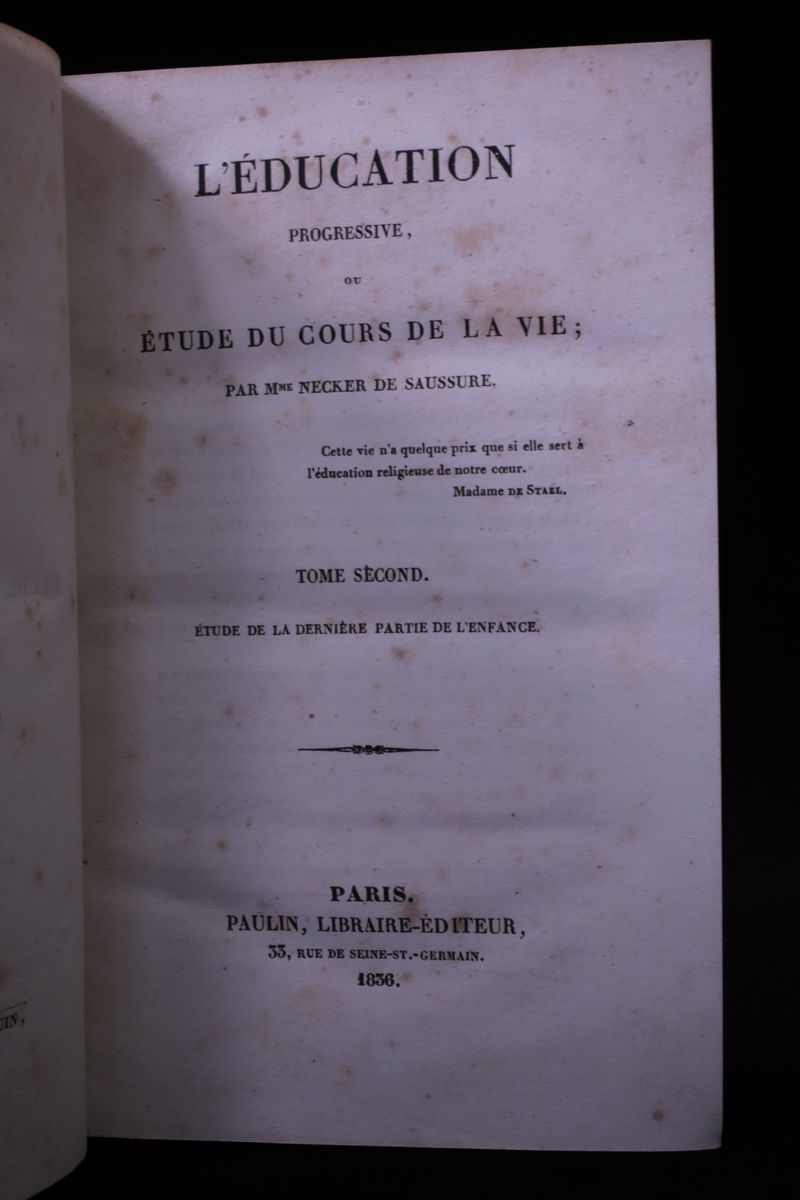 L'ÉDUCATION
PROGRESSIVE,
OU
ÉTUDE DU COURS DE LA VIE;
PAR MME NECKER DE SAUSSURE.
Cette vie n'a quelque prix que si elle sert à
l'éducation religieuse de notre cœur.
Madame DE STAEL.
TOME SECOND.
ÉTUDE DE LA DERNIÈRE PARTIE DE L'ENFANCE.
PARIS.
PAULIN, LIBRAIRE-ÉDITEUR,
33, RUE DE SEINE-ST.-GERMAIN.
1836.